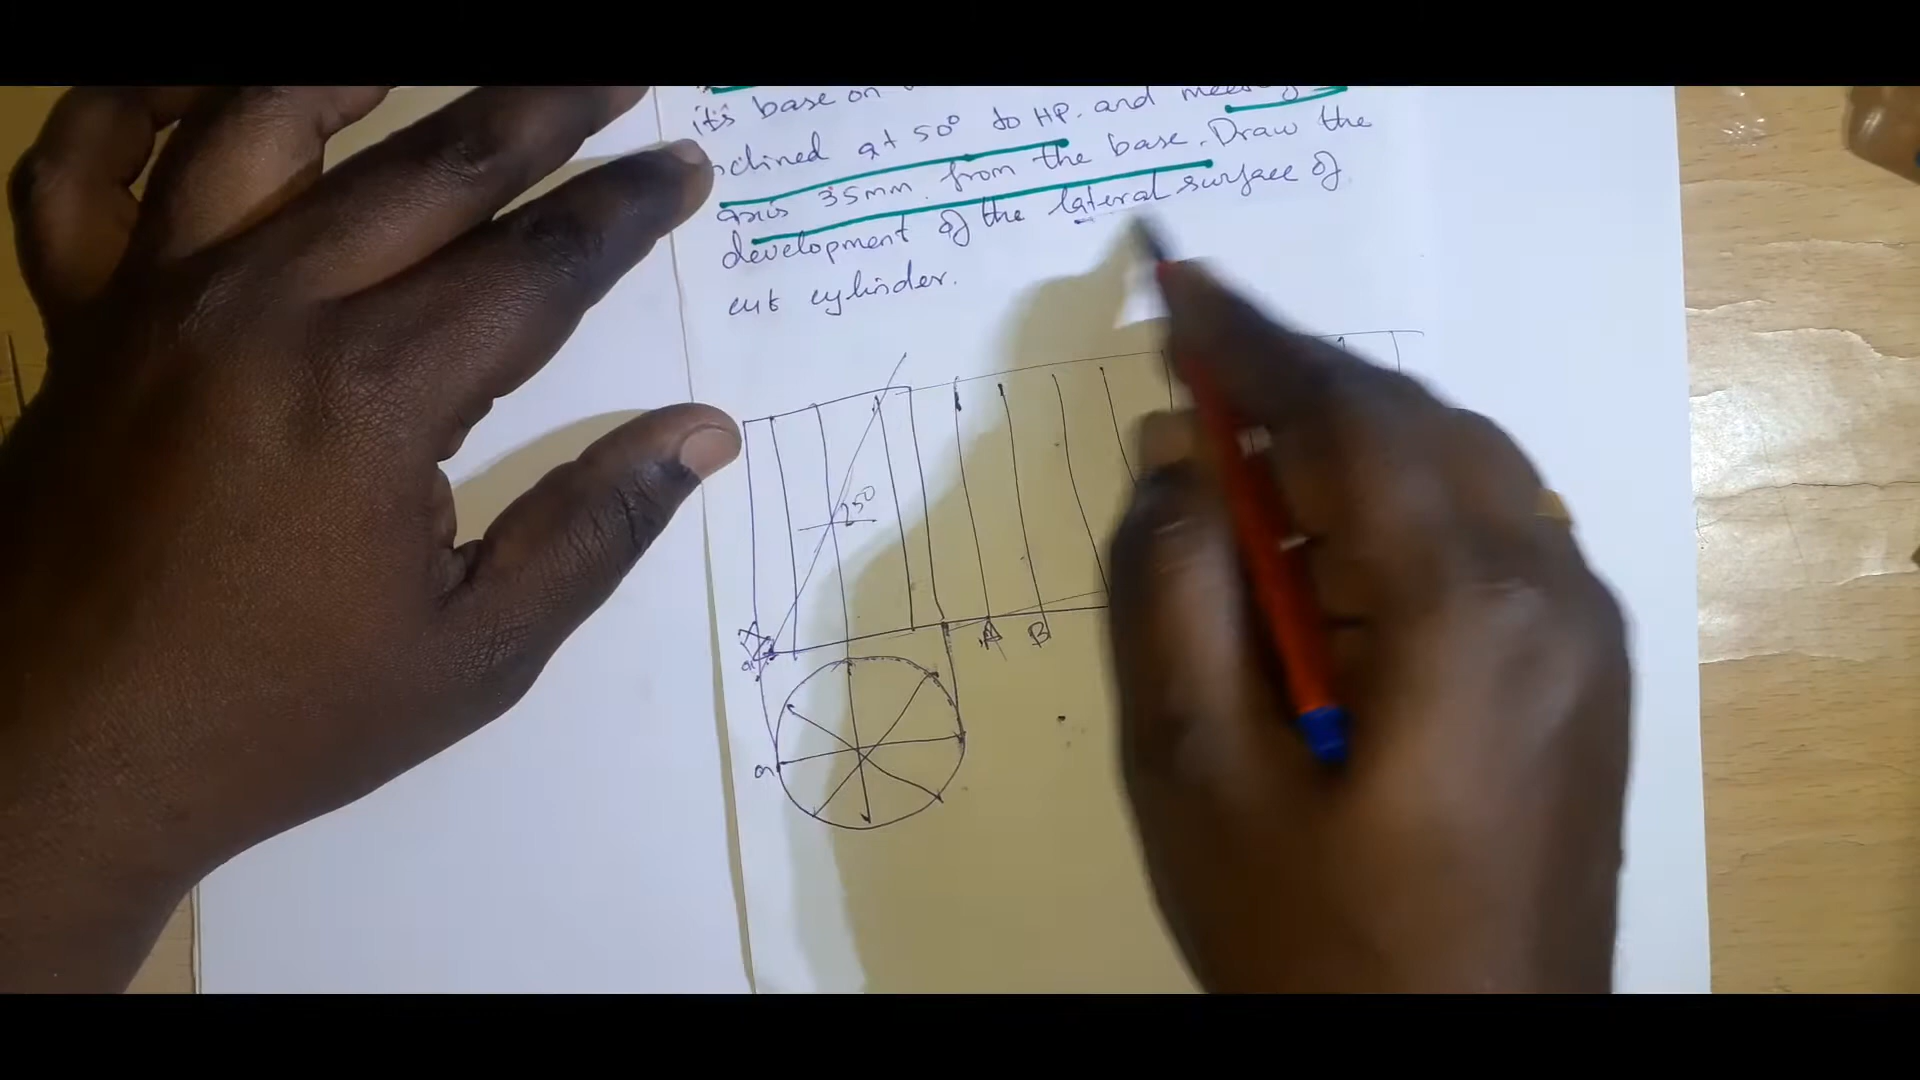 its base on
inclined at 50° to HP. and
axis 35mm from the base. Draw the
development of the lateral surface of
cut cylinder.
50
A B
a